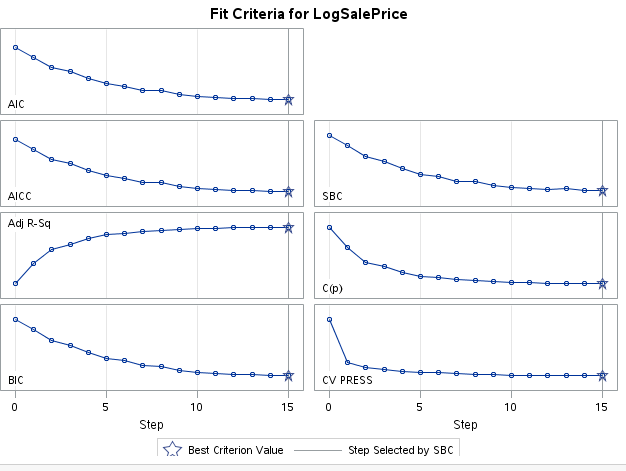 Fit Criteria for LogSalePrice
AIC
AICC
SBC
Adj R-Sq
C(p)
BIC
CV PRESS
0 5 10 15
0 5 10 15
Step
Step
Best Criterion Value
Step Selected by SBC